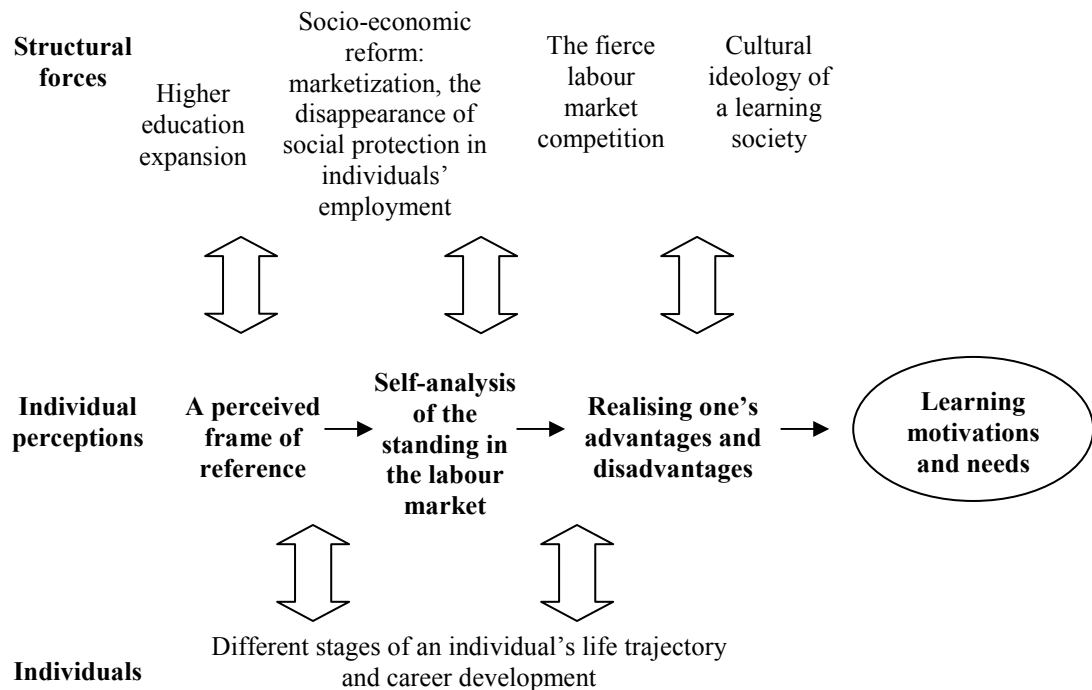 Structural
forces
Higher
education
expansion
Socio-economic
reform:
marketization, the
disappearance of
social protection in
individuals’
employment
The fierce
labour
market
competition
Cultural
ideology of
a learning
society
Individual
perceptions
A perceived
frame of
reference
Self-analysis
of the
standing in
the labour
market
Realising one’s
advantages and
disadvantages
Learning
motivations
and needs
Individuals
Different stages of an individual’s life trajectory
and career development